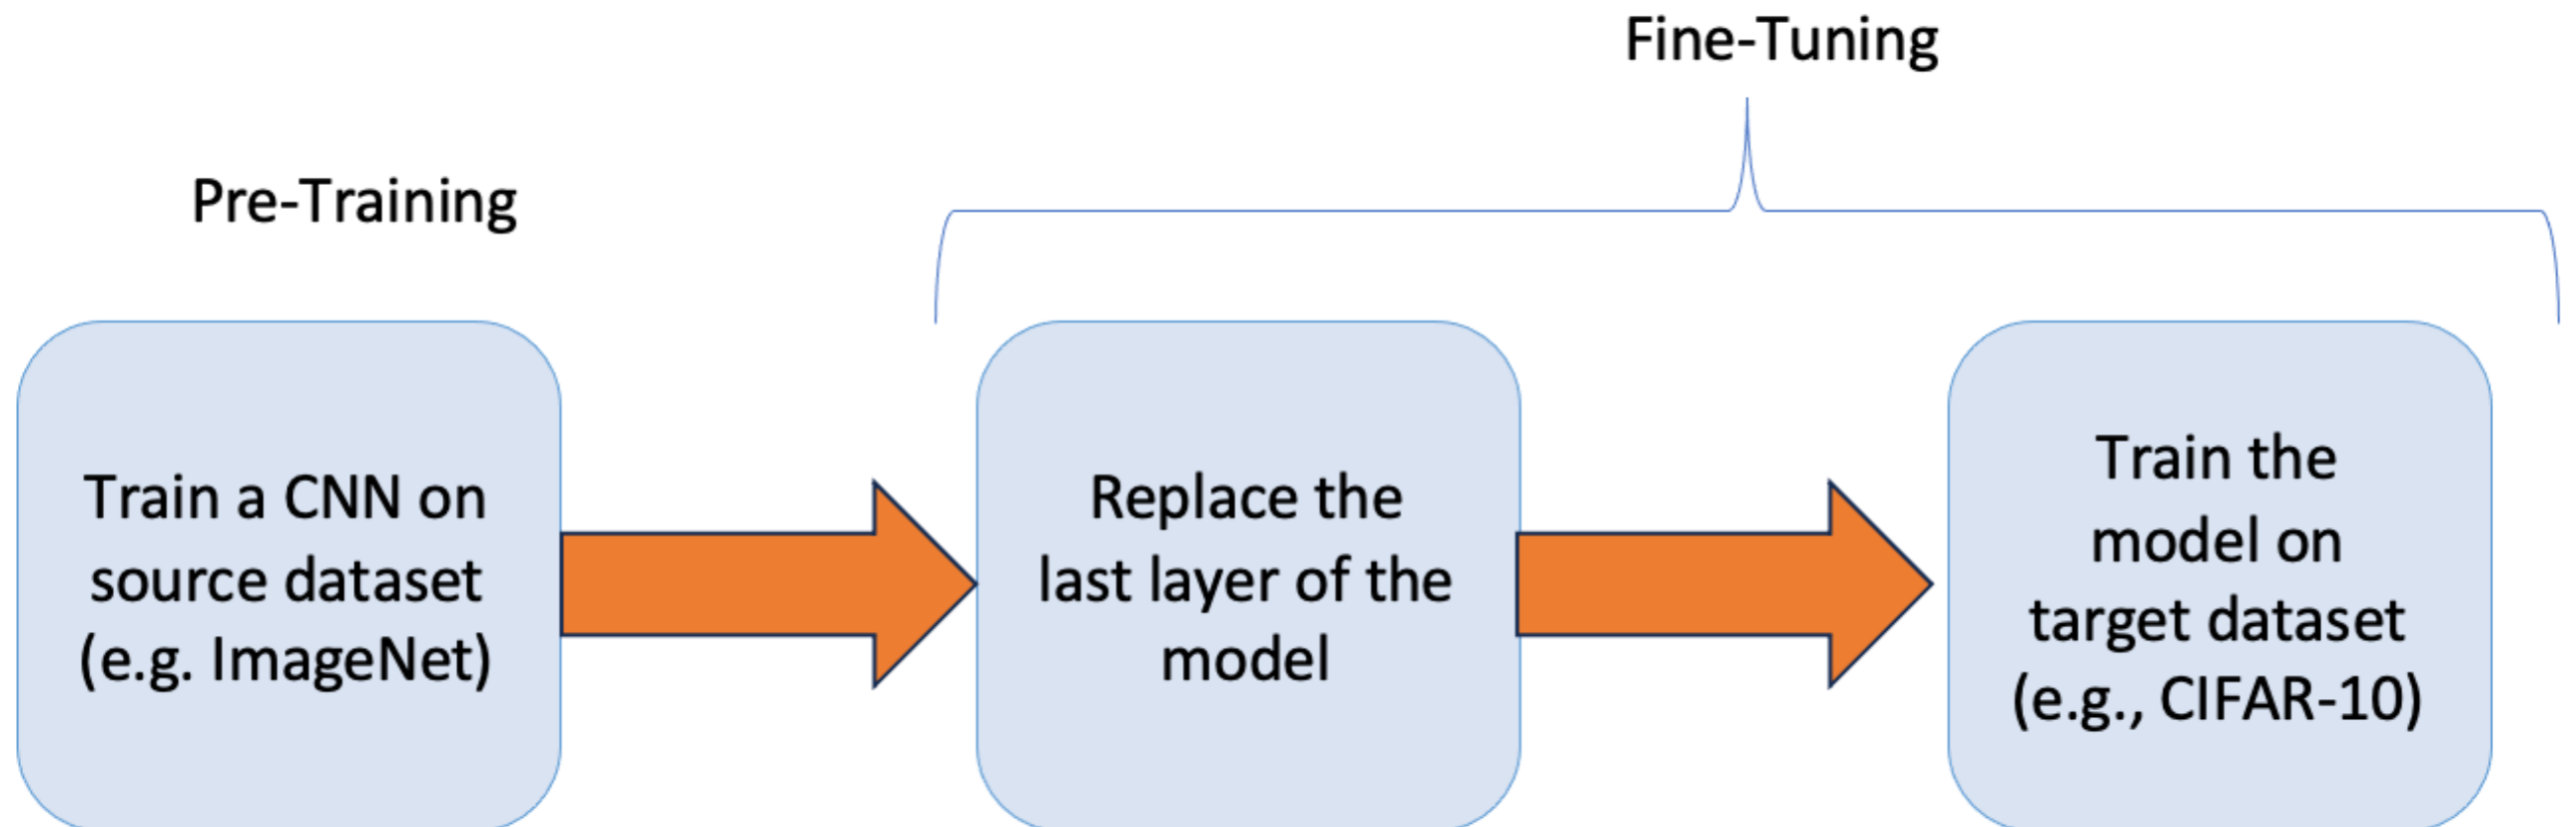 Fine-Tuning
Pre-Training
Train a CNN on
source dataset
(e.g. ImageNet)
Replace the
last layer of the
model
Train the
model on
target dataset
(e.g., CIFAR-10)